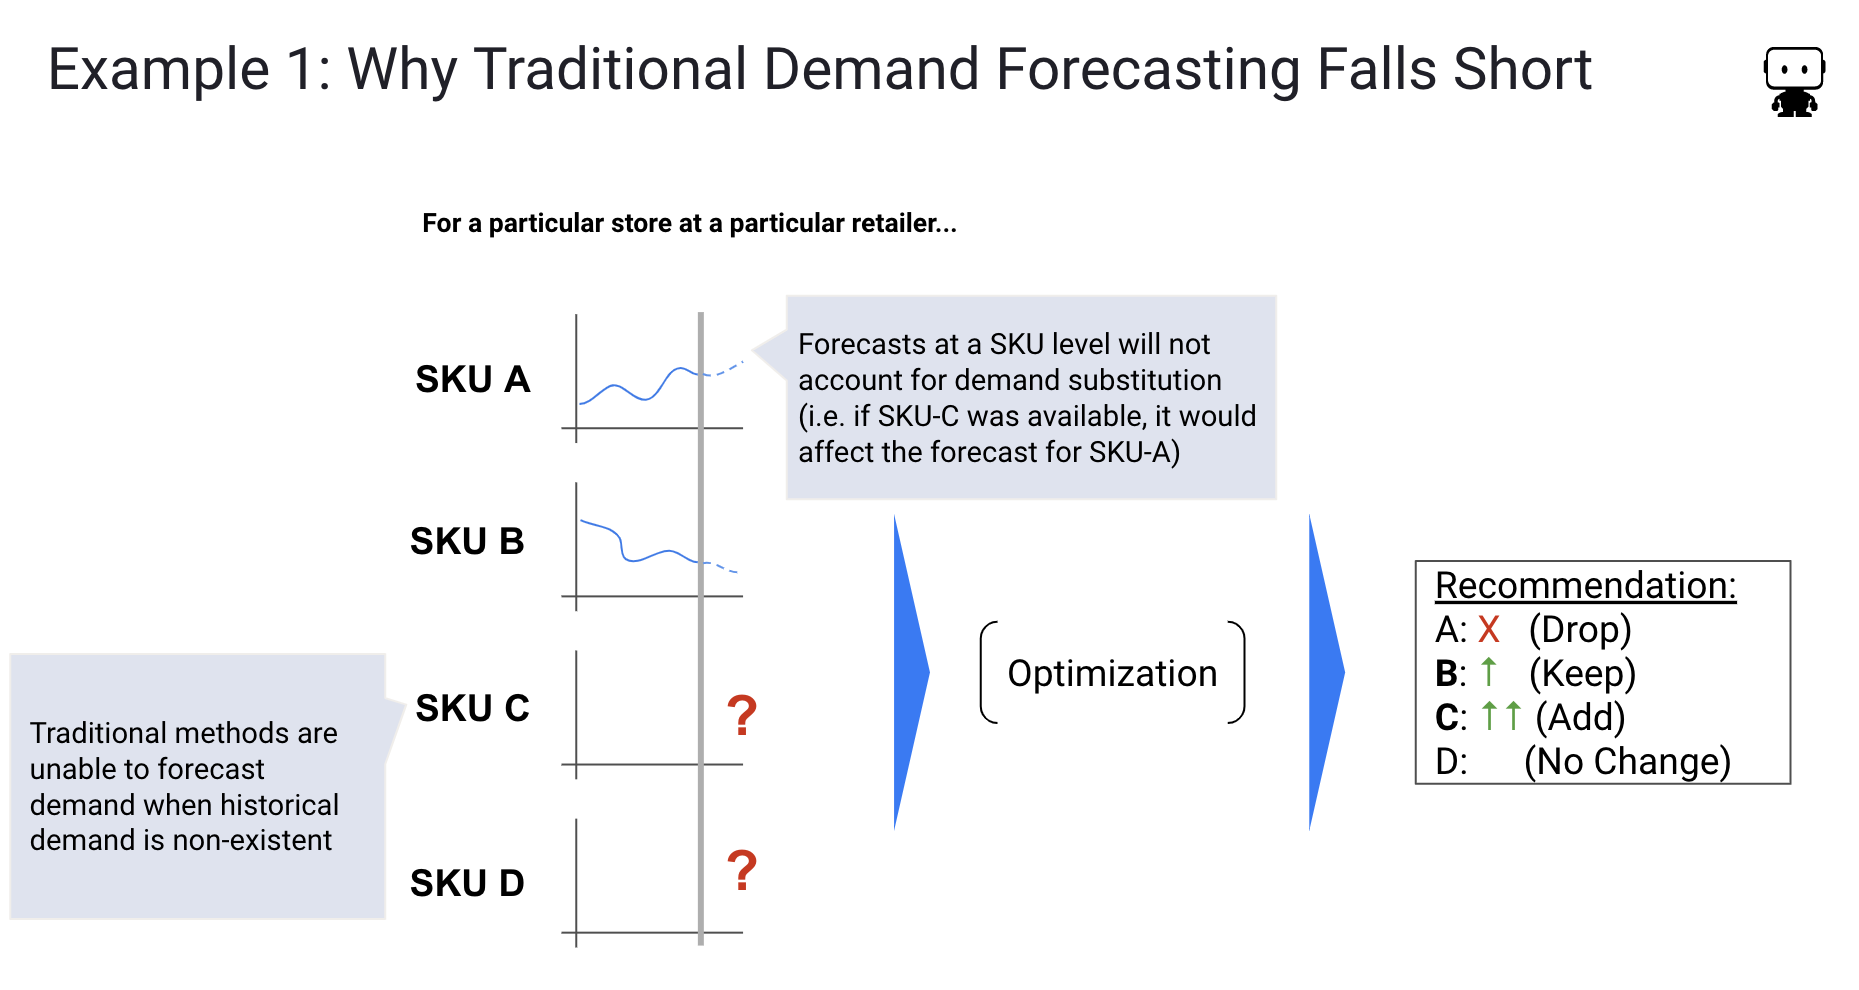 Example 1: Why Traditional Demand Forecasting Falls Short
For a particular store at a particular retailer...
SKU A
Forecasts at a SKU level will not
account for demand substitution
(i.e. if SKU-C was available, it would
affect the forecast for SKU-A)
SKU B
Traditional methods are
unable to forecast
demand when historical
demand is non-existent
SKU C
?
SKU D
?
Optimization
Recommendation:
A: X (Drop)
B: ↑ (Keep)
C: ↑↑ (Add)
D: (No Change)